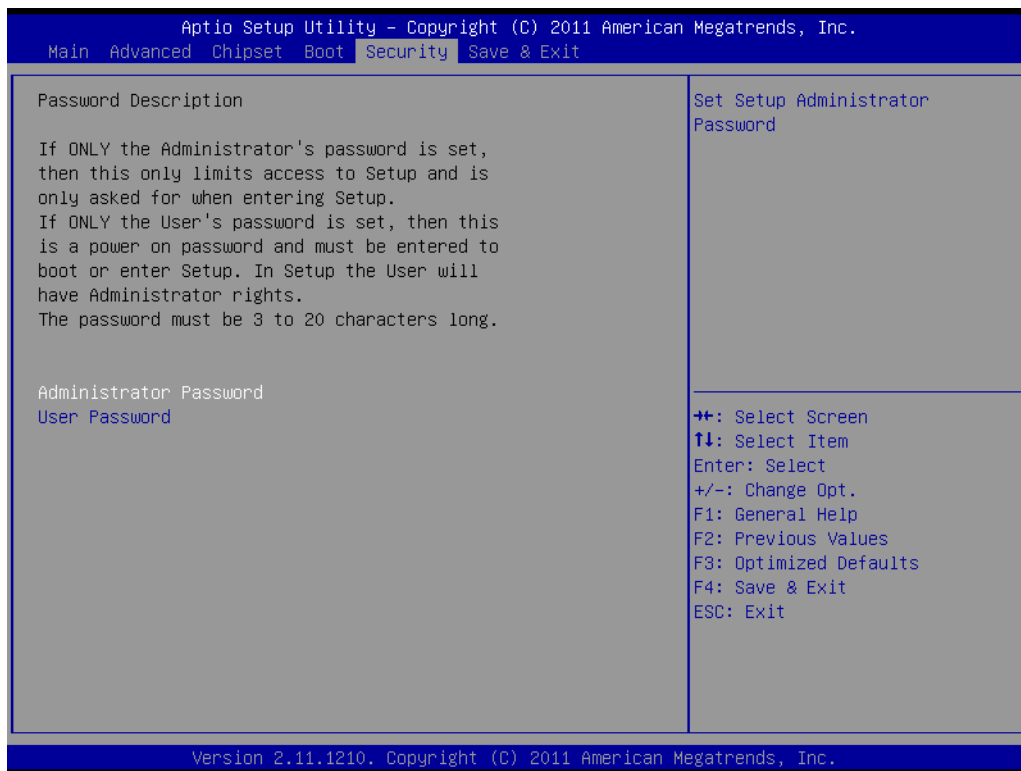 Aptio Setup Utility – Copyright (C) 2011 American Megatrends, Inc.
Main Advanced Chipset Boot Security Save & Exit
Password Description
If ONLY the Administrator's password is set,
then this only limits access to Setup and is
only asked for when entering Setup.
If ONLY the User's password is set, then this
is a power on password and must be entered to
boot or enter Setup. In Setup the User will
have Administrator rights.
The password must be 3 to 20 characters long.
Administrator Password
User Password
Set Setup Administrator
Password
→←: Select Screen
↑↓: Select Item
Enter: Select
+/-: Change Opt.
F1: General Help
F2: Previous Values
F3: Optimized Defaults
F4: Save & Exit
ESC: Exit
Version 2.11.1210. Copyright (C) 2011 American Megatrends, Inc.